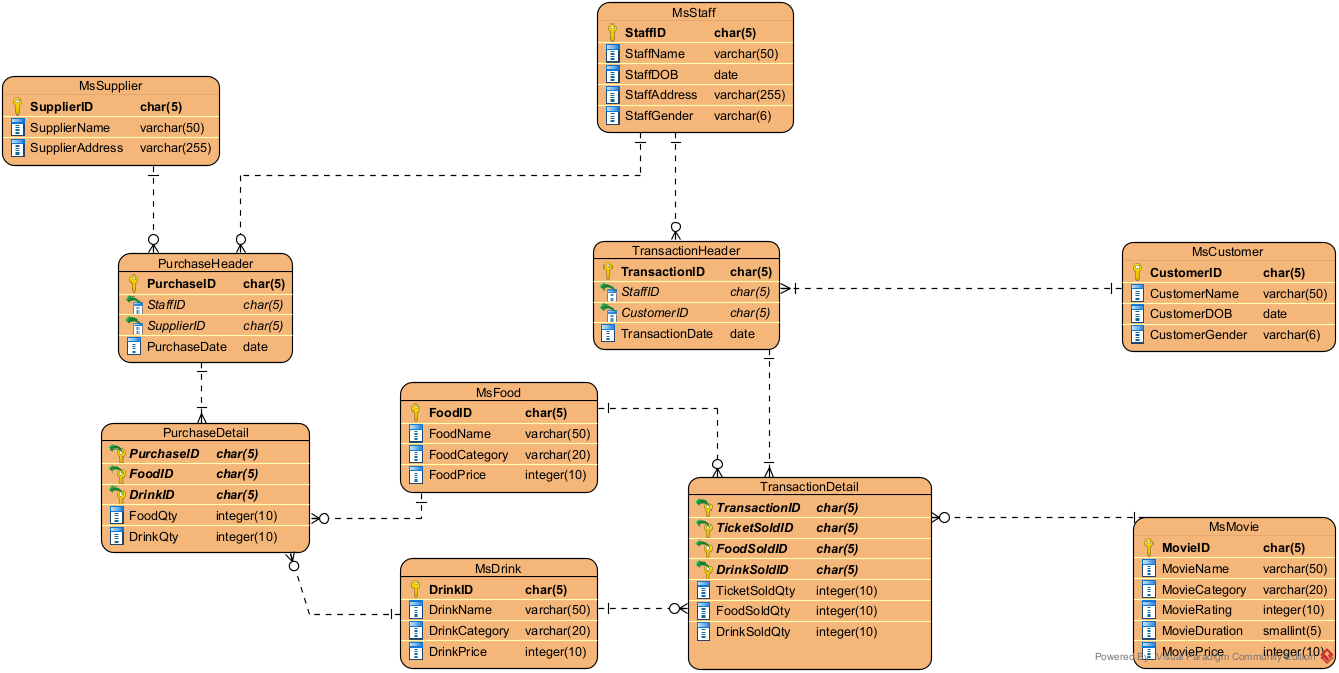 MsStaff
StaffID char(5)
StaffName varchar(50)
StaffDOB date
StaffAddress varchar(255)
StaffGender varchar(6)
MsSupplier
SupplierID char(5)
SupplierName varchar(50)
SupplierAddress varchar(255)
PurchaseHeader
PurchaseID char(5)
StaffID char(5)
SupplierID char(5)
PurchaseDate date
TransactionHeader
TransactionID char(5)
StaffID char(5)
CustomerID char(5)
TransactionDate date
MsCustomer
CustomerID char(5)
CustomerName varchar(50)
CustomerDOB date
CustomerGender varchar(6)
PurchaseDetail
PurchaseID char(5)
FoodID char(5)
DrinkID char(5)
FoodQty integer(10)
DrinkQty integer(10)
MsFood
FoodID char(5)
FoodName varchar(50)
FoodCategory varchar(20)
FoodPrice integer(10)
MsDrink
DrinkID char(5)
DrinkName varchar(50)
DrinkCategory varchar(20)
DrinkPrice integer(10)
TransactionDetail
TransactionID char(5)
TicketSoldID char(5)
FoodSoldID char(5)
DrinkSoldID char(5)
TicketSoldQty integer(10)
FoodSoldQty integer(10)
DrinkSoldQty integer(10)
MsMovie
MovieID char(5)
MovieName varchar(50)
MovieCategory varchar(20)
MovieRating integer(10)
MovieDuration smallint(5)
MoviePrice integer(10)
Powered By Visual Paradigm Community Edition